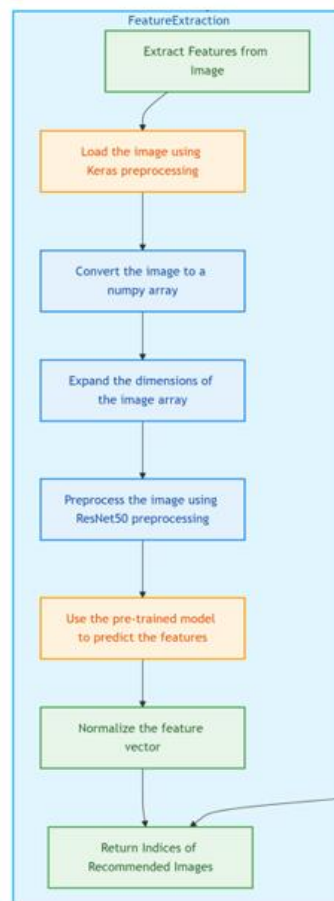 FeatureExtraction
Extract Features from
Image
Load the image using
Keras preprocessing
Convert the image to a
numpy array
Expand the dimensions of
the image array
Preprocess the image using
ResNet50 preprocessing
Use the pre-trained model
to predict the features
Normalize the feature
vector
Return Indices of
Recommended Images